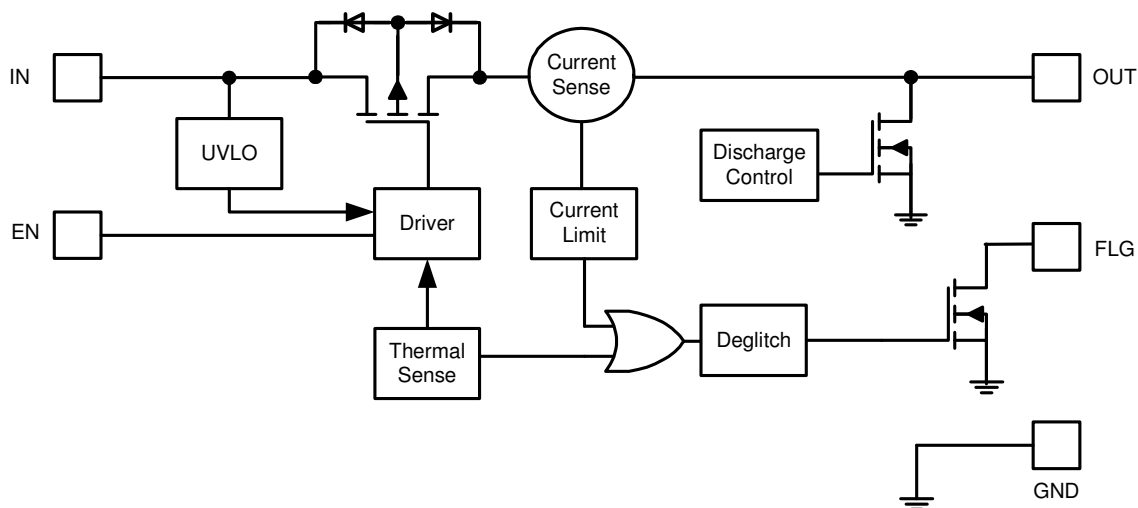 IN
UVLO
EN
Driver
Thermal
Sense
Current
Sense
Current
Limit
Discharge
Control
Deglitch
OUT
FLG
GND